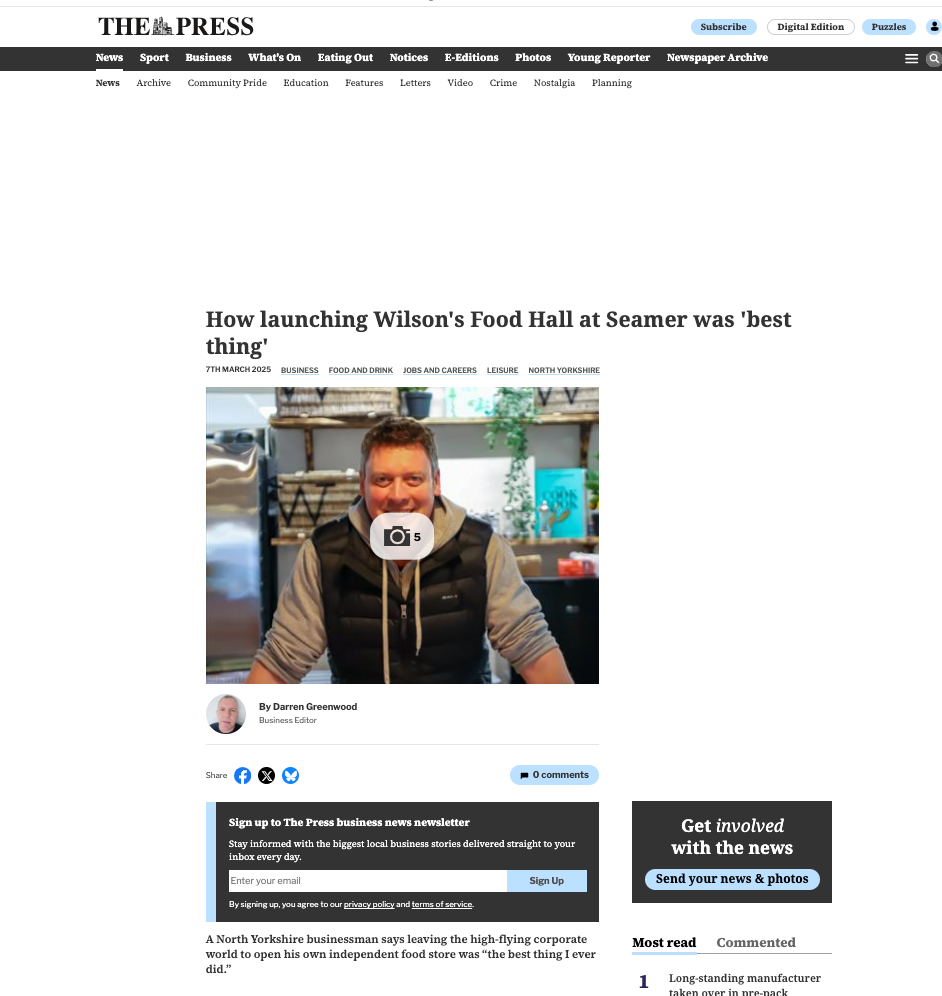 THE PRESS
Subscribe
Digital Edition
Puzzles
News Sport Business What's On Eating Out Notices E-Editions Photos Young Reporter Newspaper Archive
News Archive Community Pride Education Features Letters Video Crime Nostalgia Planning
How launching Wilson's Food Hall at Seamer was 'best
thing'
7TH MARCH 2025 BUSINESS FOOD AND DRINK JOBS AND CAREERS LEISURE NORTH YORKSHIRE
COOK
5
By Darren Greenwood
Business Editor
Share
0 comments
Sign up to The Press business news newsletter
Stay informed with the biggest local business stories delivered straight to your
inbox every day.
Enter your email
Sign Up
By signing up, you agree to our privacy policy and terms of service.
A North Yorkshire businessman says leaving the high-flying corporate
world to open his own independent food store was “the best thing I ever
did.”
Get involved
with the news
Send your news & photos
Most read Commented
1
Long-standing manufacturer
taken over in pre-pack